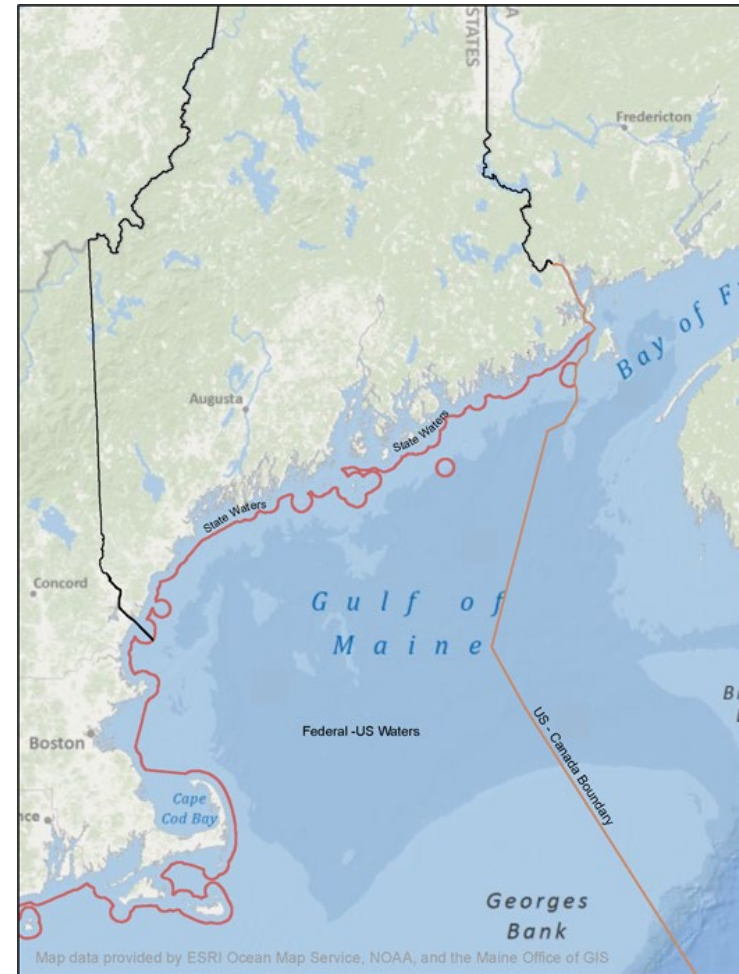 A
STATES
Fredericton
Bay of F
Augusta
State Waters
State Waters
Concord
Gulf of
Maine
Federal -US Waters
US - Canada Boundary
Boston
Cape
Cod Bay
nce
Georges
Bank
Map data provided by ESRI Ocean Map Service, NOAA, and the Maine Office of GIS